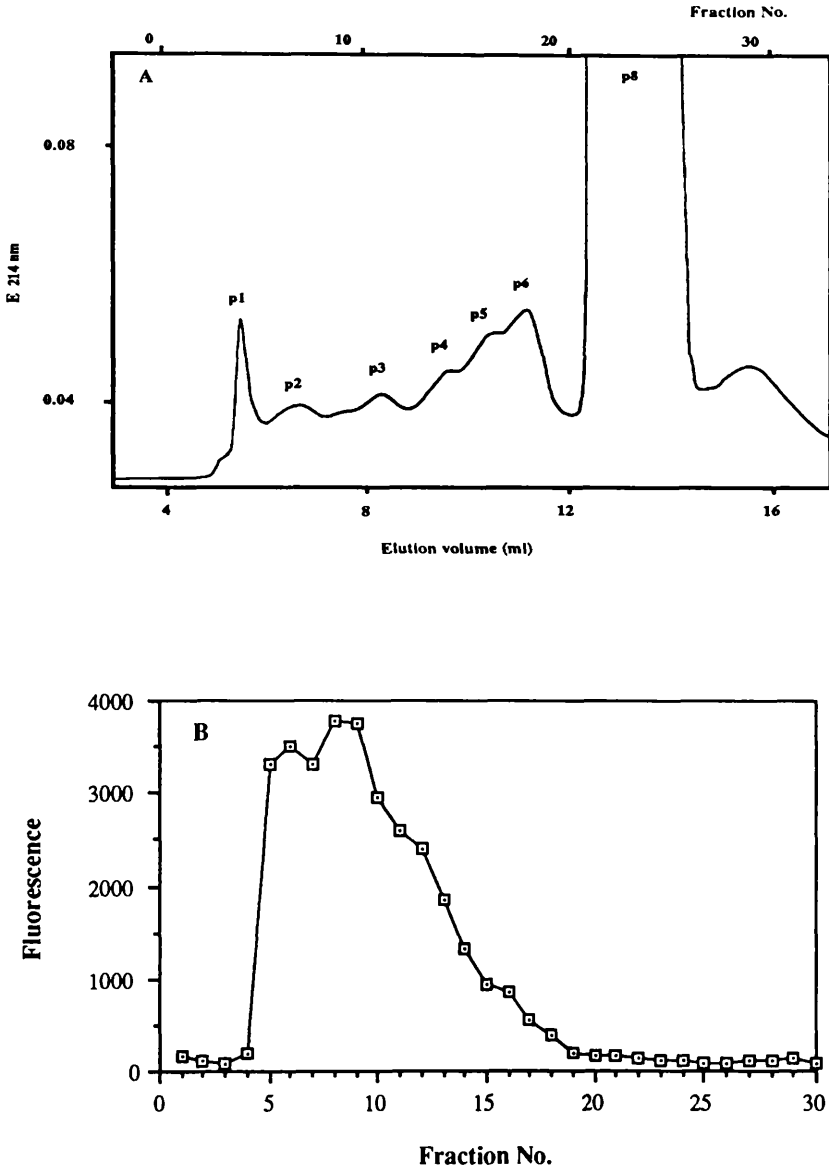 Fraction No.
0 10 20 30
A
p8
0.08
E 214 nm
p1
p6
p5
p4
p3
p2
0.04
4 8 12 16
Elution volume (ml)
4000
B
3000
Fluorescence
2000
1000
0
0 5 10 15 20 25 30
Fraction No.